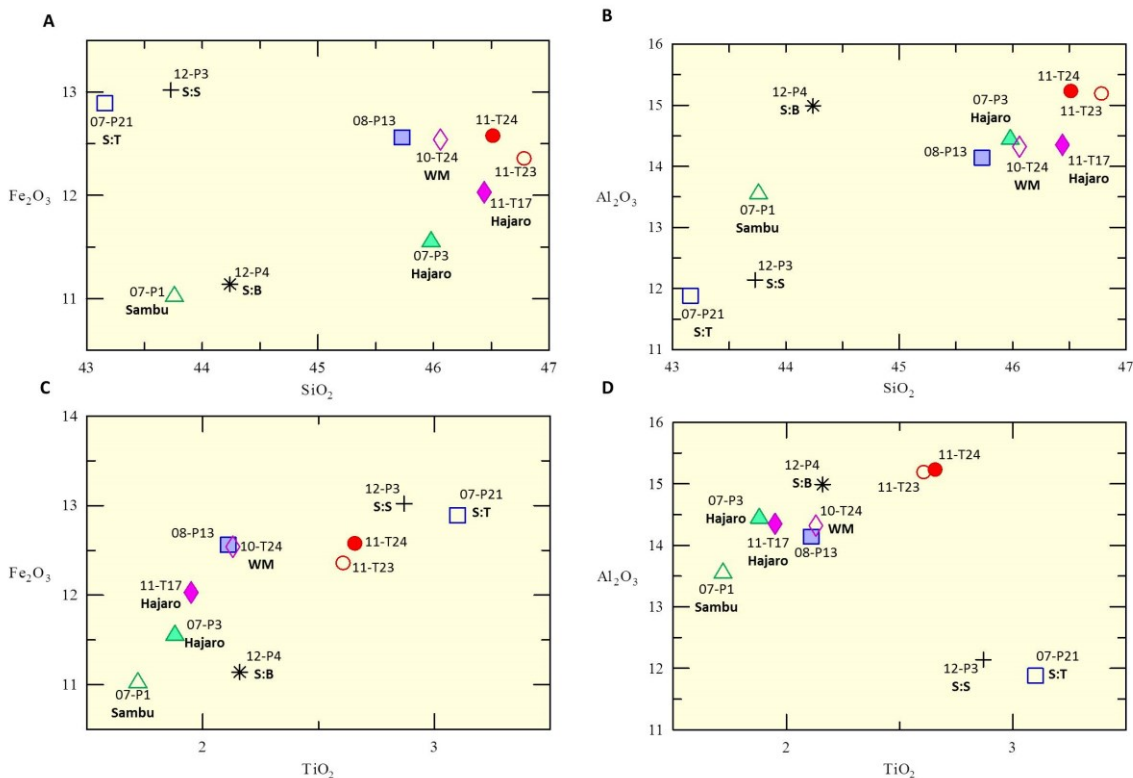 A
13
12
11
Fe₂O₃
12-P3
S:S
07-P21
S:T
08-P13
10-T24
WM
11-T24
11-T23
11-T17
Hajaro
07-P3
Hajaro
12-P4
S:B
07-P1
Sambu
43
44
45
46
47
SiO₂
B
16
15
14
13
12
11
Al₂O₃
12-P4
S:B
11-T24
07-P3
Hajaro
11-T23
08-P13
10-T24
WM
11-T17
Hajaro
07-P1
Sambu
12-P3
S:S
07-P21
S:T
43
44
45
46
47
SiO₂
C
14
13
12
11
Fe₂O₃
12-P3
S:S
07-P21
S:T
08-P13
10-T24
WM
11-T24
11-T23
11-T17
Hajaro
07-P3
Hajaro
12-P4
S:B
07-P1
Sambu
2
3
TiO₂
D
16
15
14
13
12
11
Al₂O₃
11-T24
12-P4
S:B
11-T23
07-P3
Hajaro
10-T24
WM
11-T17
Hajaro
08-P13
07-P1
Sambu
12-P3
S:S
07-P21
S:T
2
3
TiO₂